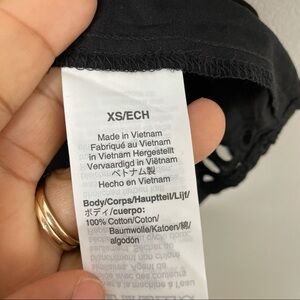 XS/ECH
Made in Vietnam
Fabriqué au Vietnam
in Vietnam Hergestellt
Vervaardigd in Viëtnam
ベトナム製
Hecho en Vietnam
Body/Corps/Hauptteil/Lijf/
ボディ/cuerpo:
100% Cotton/Coton/
Baumwolle/Katoen/綿/
algodón